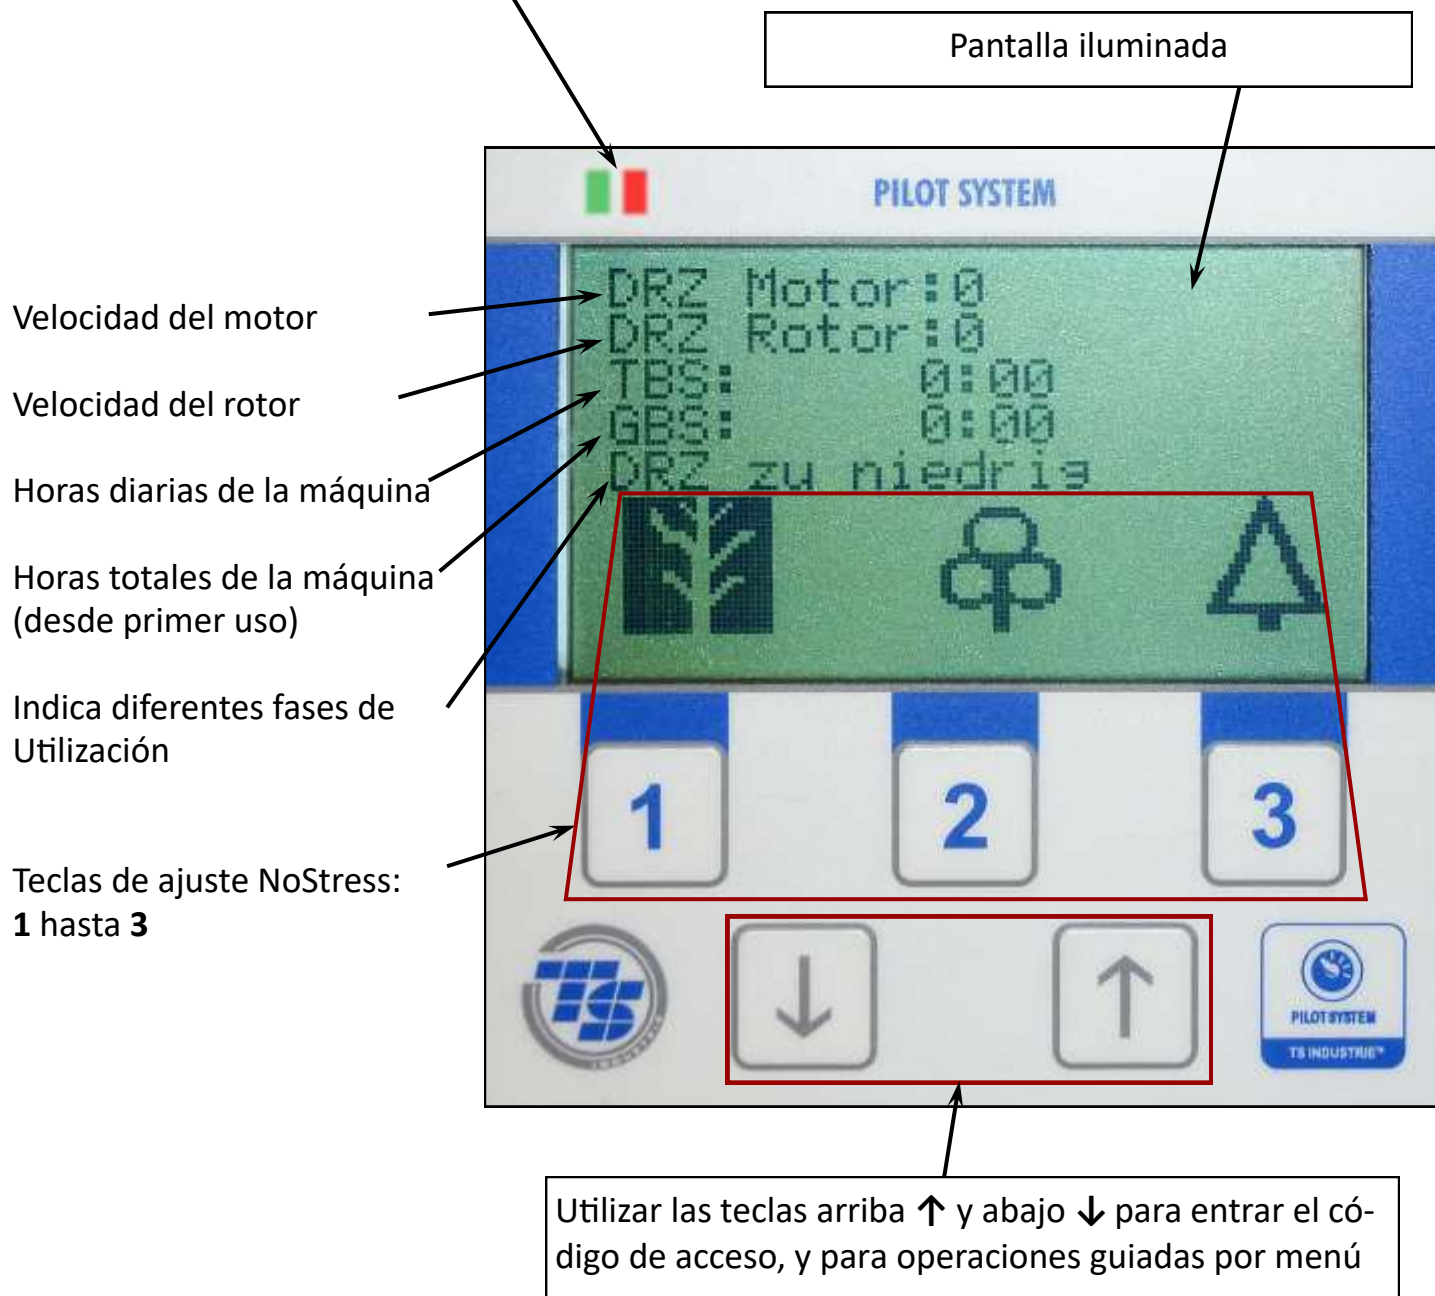 Pantalla iluminada
PILOT SYSTEM
DRZ Motor:0
DRZ Rotor:0
TBS: 0:00
GBS: 0:00
DRZ zu niedrig
Velocidad del motor
Velocidad del rotor
Horas diarias de la máquina
Horas totales de la máquina
(desde primer uso)
Indica diferentes fases de
Utilización
Teclas de ajuste NoStress:
1 hasta 3
1 2 3
TS
↓ ↑
PILOT SYSTEM
TS INDUSTRIE™
Utilizar las teclas arriba ↑ y abajo ↓ para entrar el có-
digo de acceso, y para operaciones guiadas por menú